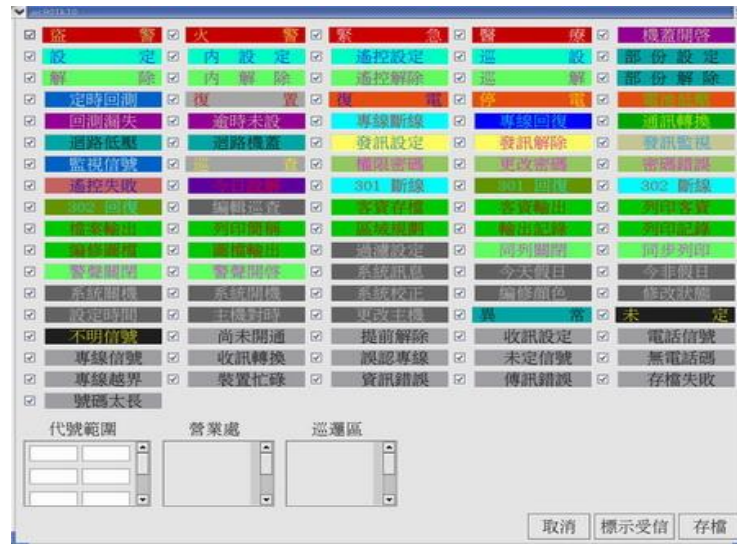 盜 警 火 警 緊 急 醫 療 機蓋開啓
設 定 内 設 定 遙控設定 巡 設 部 份 設 定
解 除 内 解 除 遙控解除 巡 解 部 份 解 除
定時回測 復 置 復 電 停 電
回測漏失 逾時未設 專線斷線 專線回復 通訊轉換
迴路低壓 迴路機蓋 發訊設定 發訊解除 發訊監視
監視信號 巡 查 權限密碼 更改密碼 密碼錯誤
遙控失敗 301 斷線 301 回復 302 斷線
302 回復 編輯巡查 客資存檔 客資輸出 列印客資
檔案輸出 列印簡稱 區域規劃 輸出記錄 列印記錄
編修圖檔 圖檔輸出 過濾設定 同列關閉 同步列印
警聲關閉 警聲開啓 系統訊息 今天假日 今非假日
系統關機 系統開機 系統校正 編修顏色 修改狀態
設定時間 主機對時 更改主機 異 常 未 定
不明信號 尚未開通 提前解除 收訊設定 電話信號
專線信號 收訊轉換 誤認專線 未定信號 無電話碼
專線越界 裝置忙碌 資訊錯誤 傳訊錯誤 存檔失敗
號碼太長
代號範圍 營業處 巡邏區
取消 標示受信 存檔